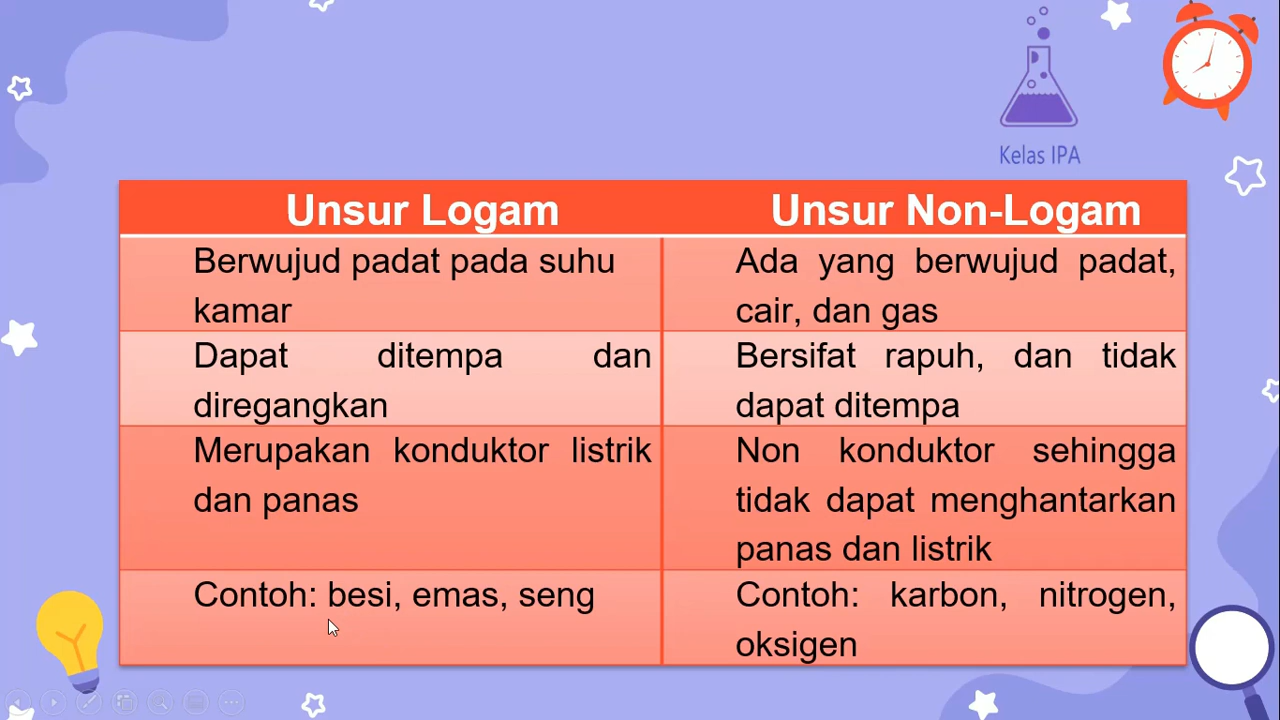 Kelas IPA
Unsur Logam
Unsur Non-Logam
Berwujud padat pada suhu
kamar
Ada yang berwujud padat,
cair, dan gas
Dapat ditempa dan
diregangkan
Bersifat rapuh, dan tidak
dapat ditempa
Merupakan konduktor listrik
dan panas
Non konduktor sehingga
tidak dapat menghantarkan
panas dan listrik
Contoh: besi, emas, seng
Contoh: karbon, nitrogen,
oksigen